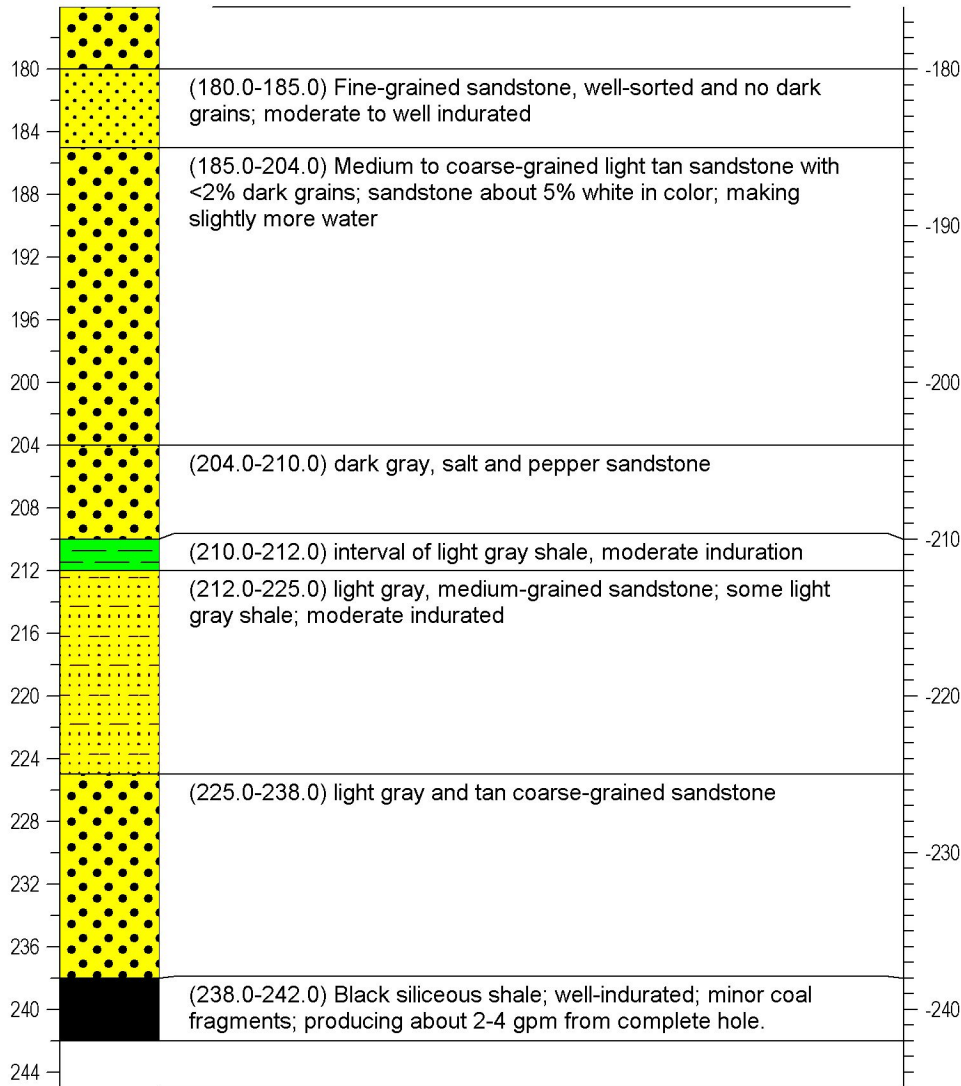 180
-180
(180.0-185.0) Fine-grained sandstone, well-sorted and no dark
grains; moderate to well indurated
184
(185.0-204.0) Medium to coarse-grained light tan sandstone with
<2% dark grains; sandstone about 5% white in color; making
slightly more water
188
-190
192
196
200
-200
204
(204.0-210.0) dark gray, salt and pepper sandstone
208
-210
(210.0-212.0) interval of light gray shale, moderate induration
212
(212.0-225.0) light gray, medium-grained sandstone; some light
gray shale; moderate indurated
216
220
-220
224
(225.0-238.0) light gray and tan coarse-grained sandstone
228
-230
232
236
(238.0-242.0) Black siliceous shale; well-indurated; minor coal
fragments; producing about 2-4 gpm from complete hole.
240
-240
244